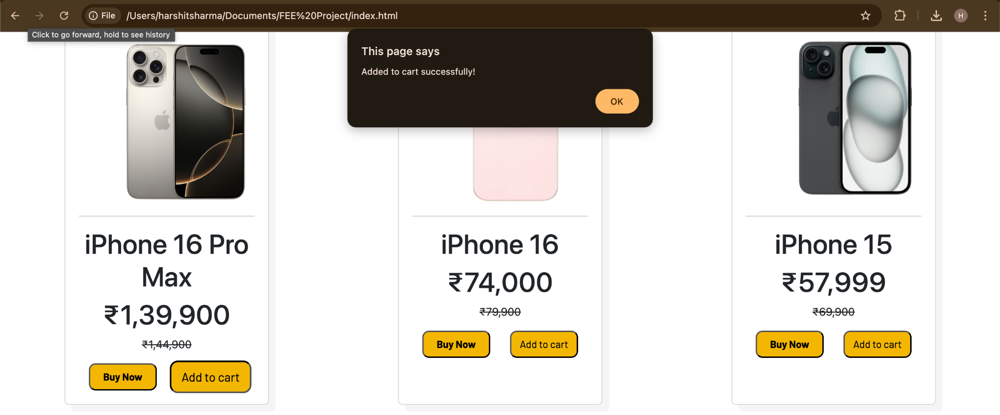 File
/Users/harshitsharma/Documents/FEE%20Project/index.html
H
Click to go forward, hold to see history
This page says
Added to cart successfully!
OK
iPhone 16 Pro
Max
₹1,39,900
₹1,44,900
Buy Now
Add to cart
iPhone 16
₹74,000
₹79,900
Buy Now
Add to cart
iPhone 15
₹57,999
₹69,900
Buy Now
Add to cart